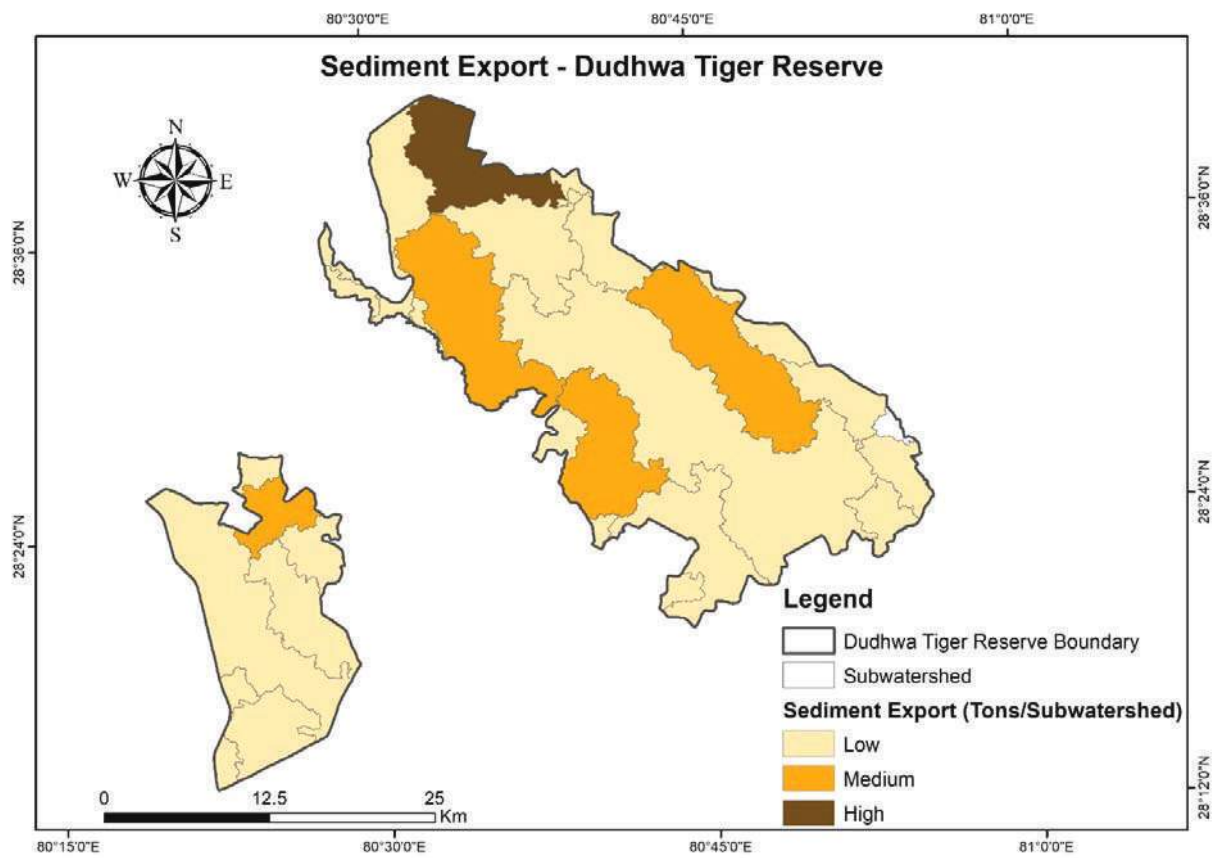 80°30'0"E 80°45'0"E 81°0'0"E
Sediment Export - Dudhwa Tiger Reserve
N
W E
S
28°36'0"N
28°36'0"N
28°24'0"N
28°24'0"N
28°12'0"N
Legend
Dudhwa Tiger Reserve Boundary
Subwatershed
Sediment Export (Tons/Subwatershed)
Low
Medium
High
0 12.5 25
Km
80°15'0"E 80°30'0"E 80°45'0"E 81°0'0"E